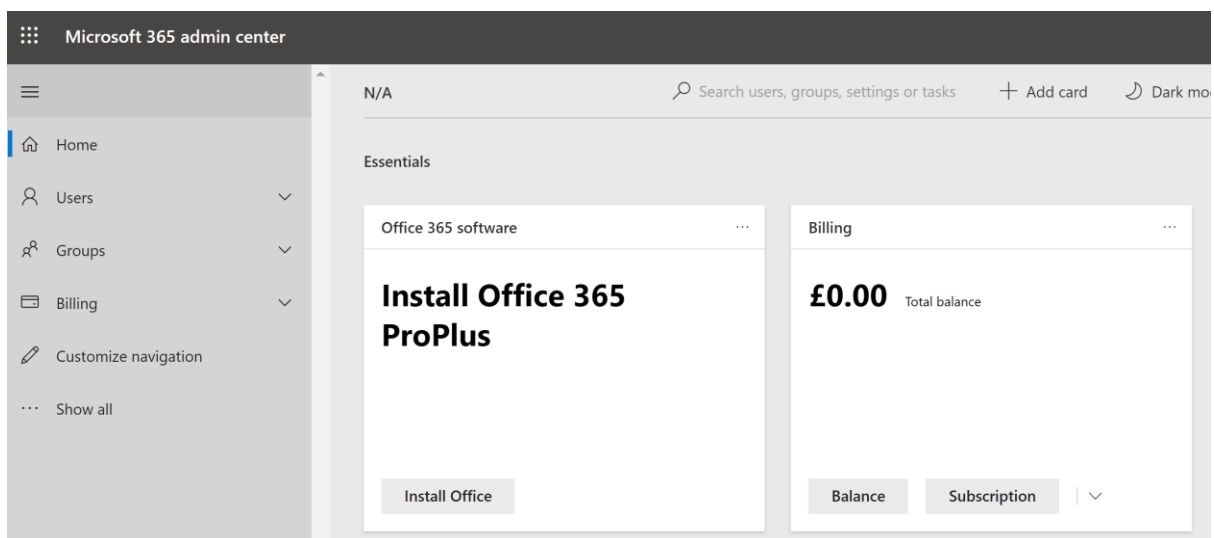 Microsoft 365 admin center
N/A
Search users, groups, settings or tasks
Add card
Dark mo
Home
Users
Groups
Billing
Customize navigation
Show all
Essentials
Office 365 software
Install Office 365
ProPlus
Install Office
Billing
£0.00 Total balance
Balance
Subscription